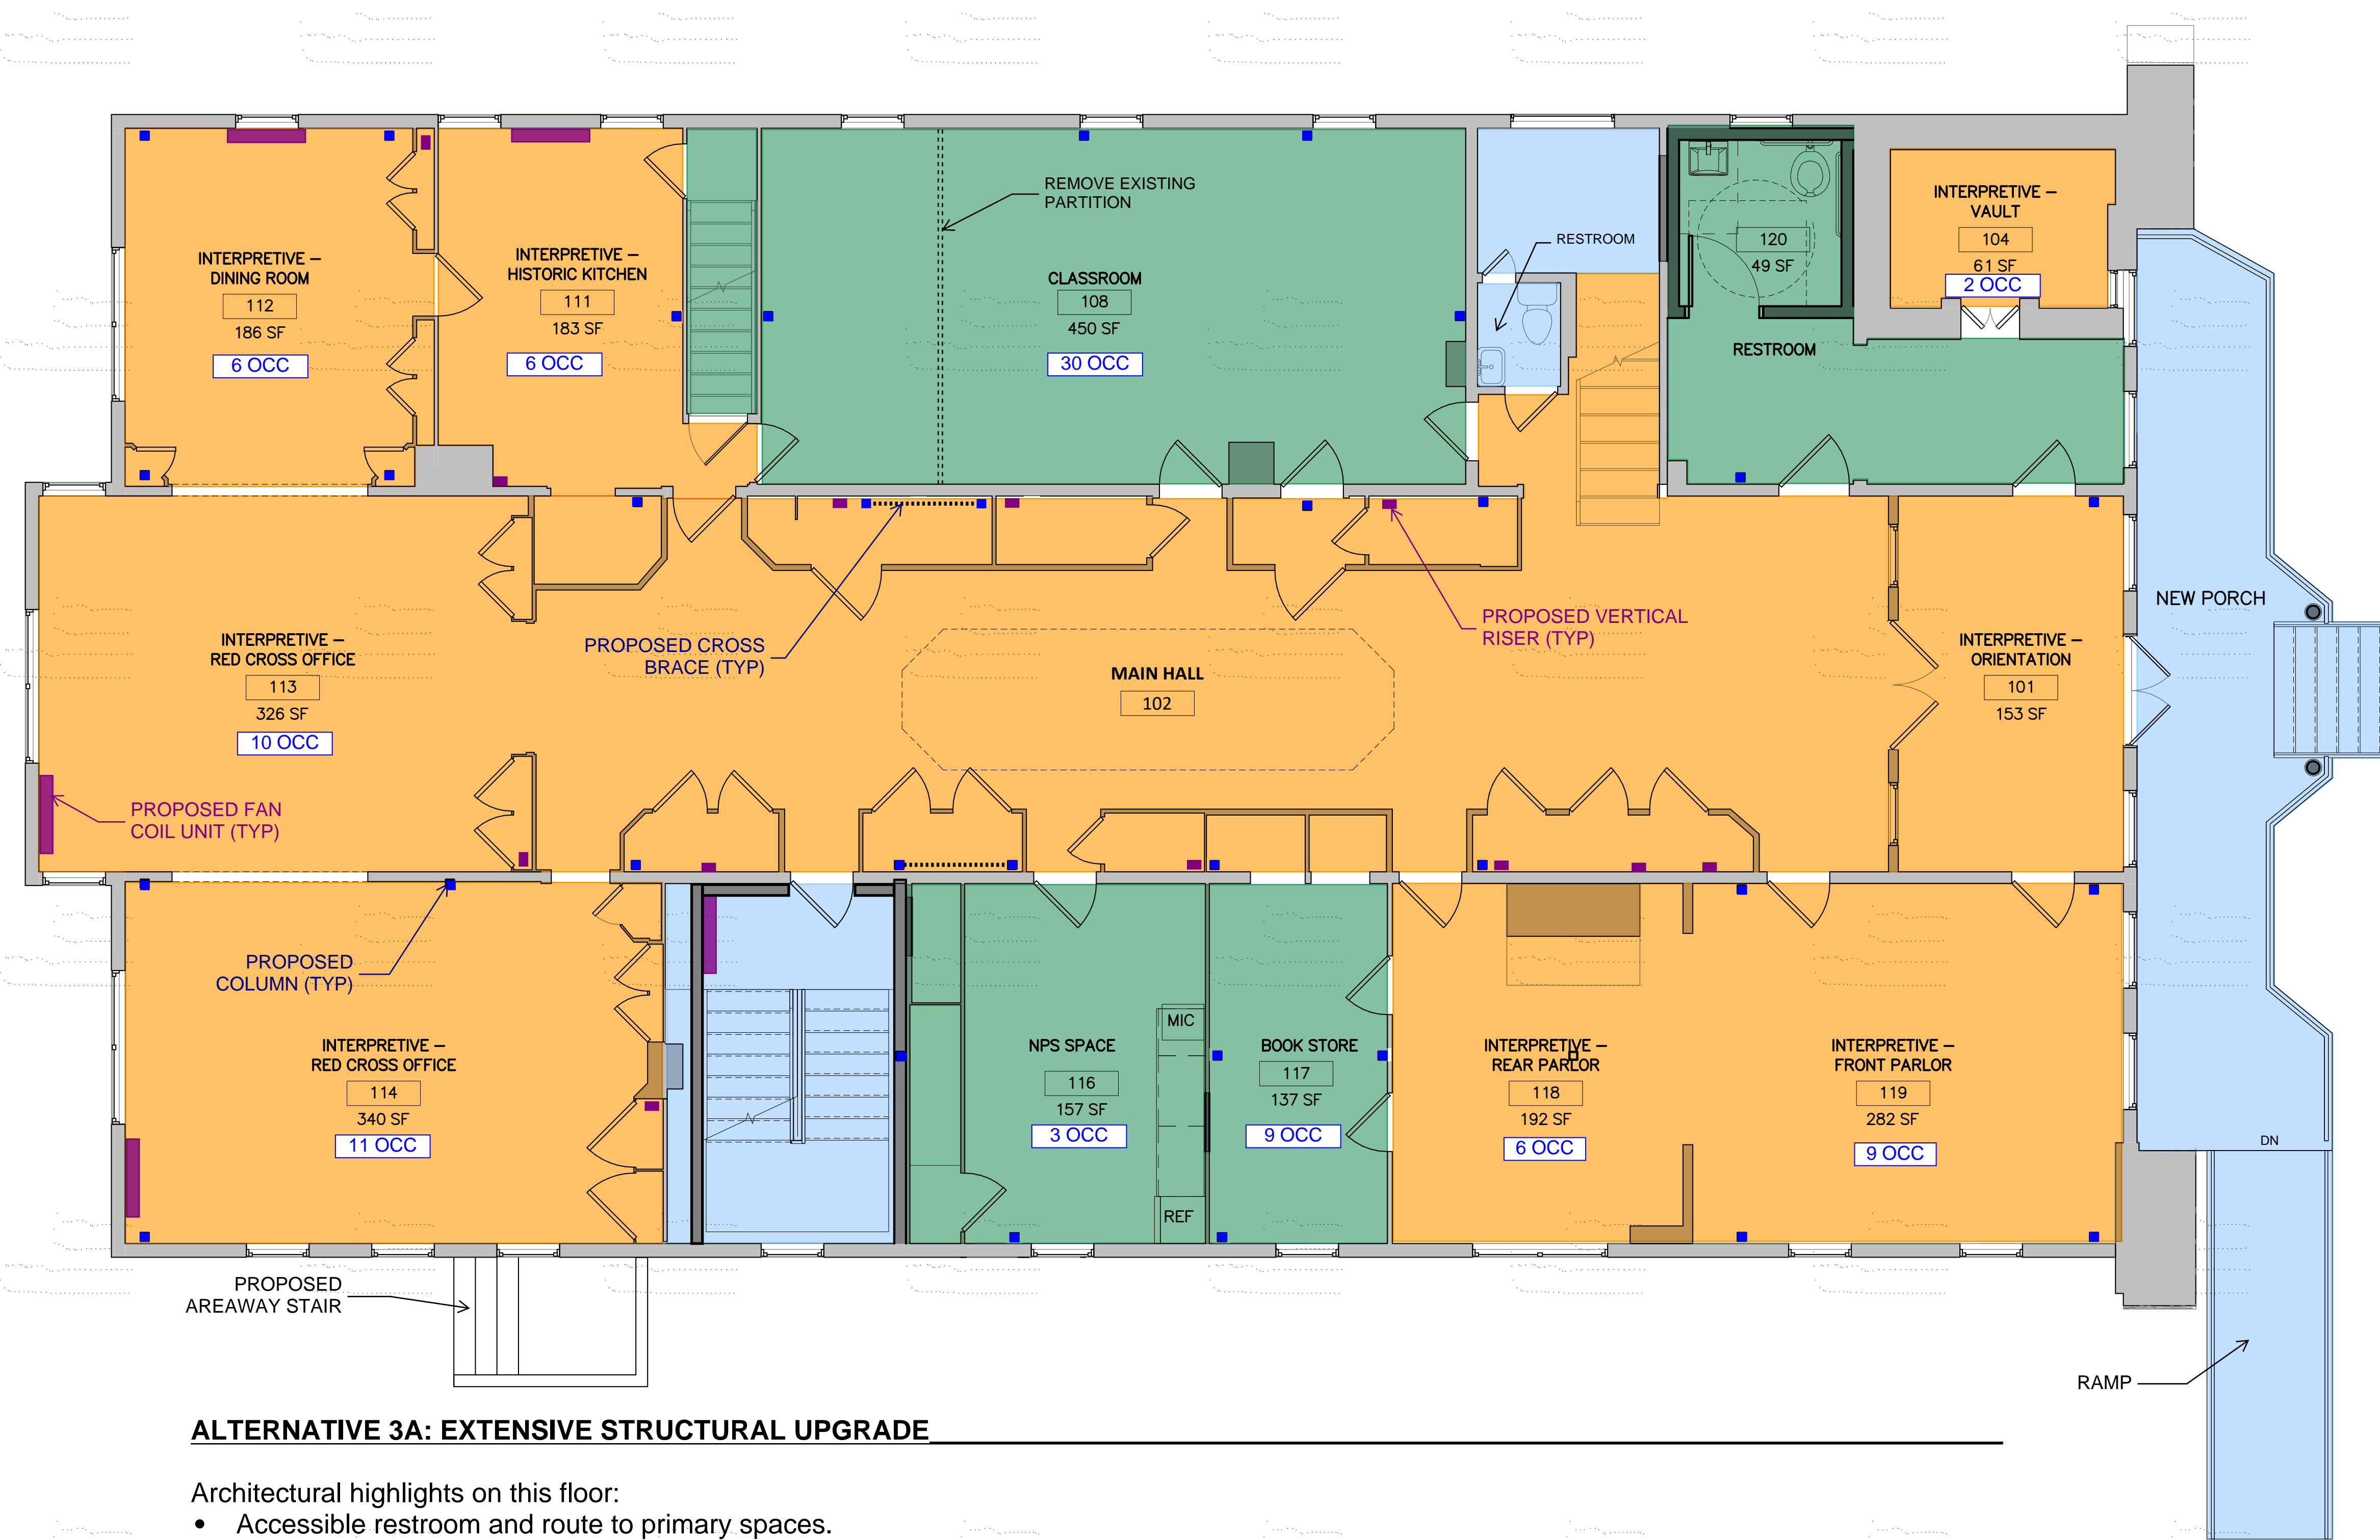 REMOVE EXISTING
PARTITION
INTERPRETIVE –
DINING ROOM
112
186 SF
6 OCC
INTERPRETIVE –
HISTORIC KITCHEN
111
183 SF
6 OCC
CLASSROOM
108
450 SF
30 OCC
RESTROOM
120
49 SF
RESTROOM
INTERPRETIVE –
VAULT
104
61 SF
2 OCC
INTERPRETIVE –
RED CROSS OFFICE
113
326 SF
10 OCC
PROPOSED FAN
COIL UNIT (TYP)
PROPOSED CROSS
BRACE (TYP)
MAIN HALL
102
PROPOSED VERTICAL
RISER (TYP)
INTERPRETIVE –
ORIENTATION
101
153 SF
NEW PORCH
PROPOSED
COLUMN (TYP)
INTERPRETIVE –
RED CROSS OFFICE
114
340 SF
11 OCC
NPS SPACE
116
157 SF
3 OCC
MIC
REF
BOOK STORE
117
137 SF
9 OCC
INTERPRETIVE –
REAR PARLOR
118
192 SF
6 OCC
INTERPRETIVE –
FRONT PARLOR
119
282 SF
9 OCC
DN
PROPOSED
AREAWAY STAIR
RAMP
ALTERNATIVE 3A: EXTENSIVE STRUCTURAL UPGRADE
Architectural highlights on this floor:
• Accessible restroom and route to primary spaces.